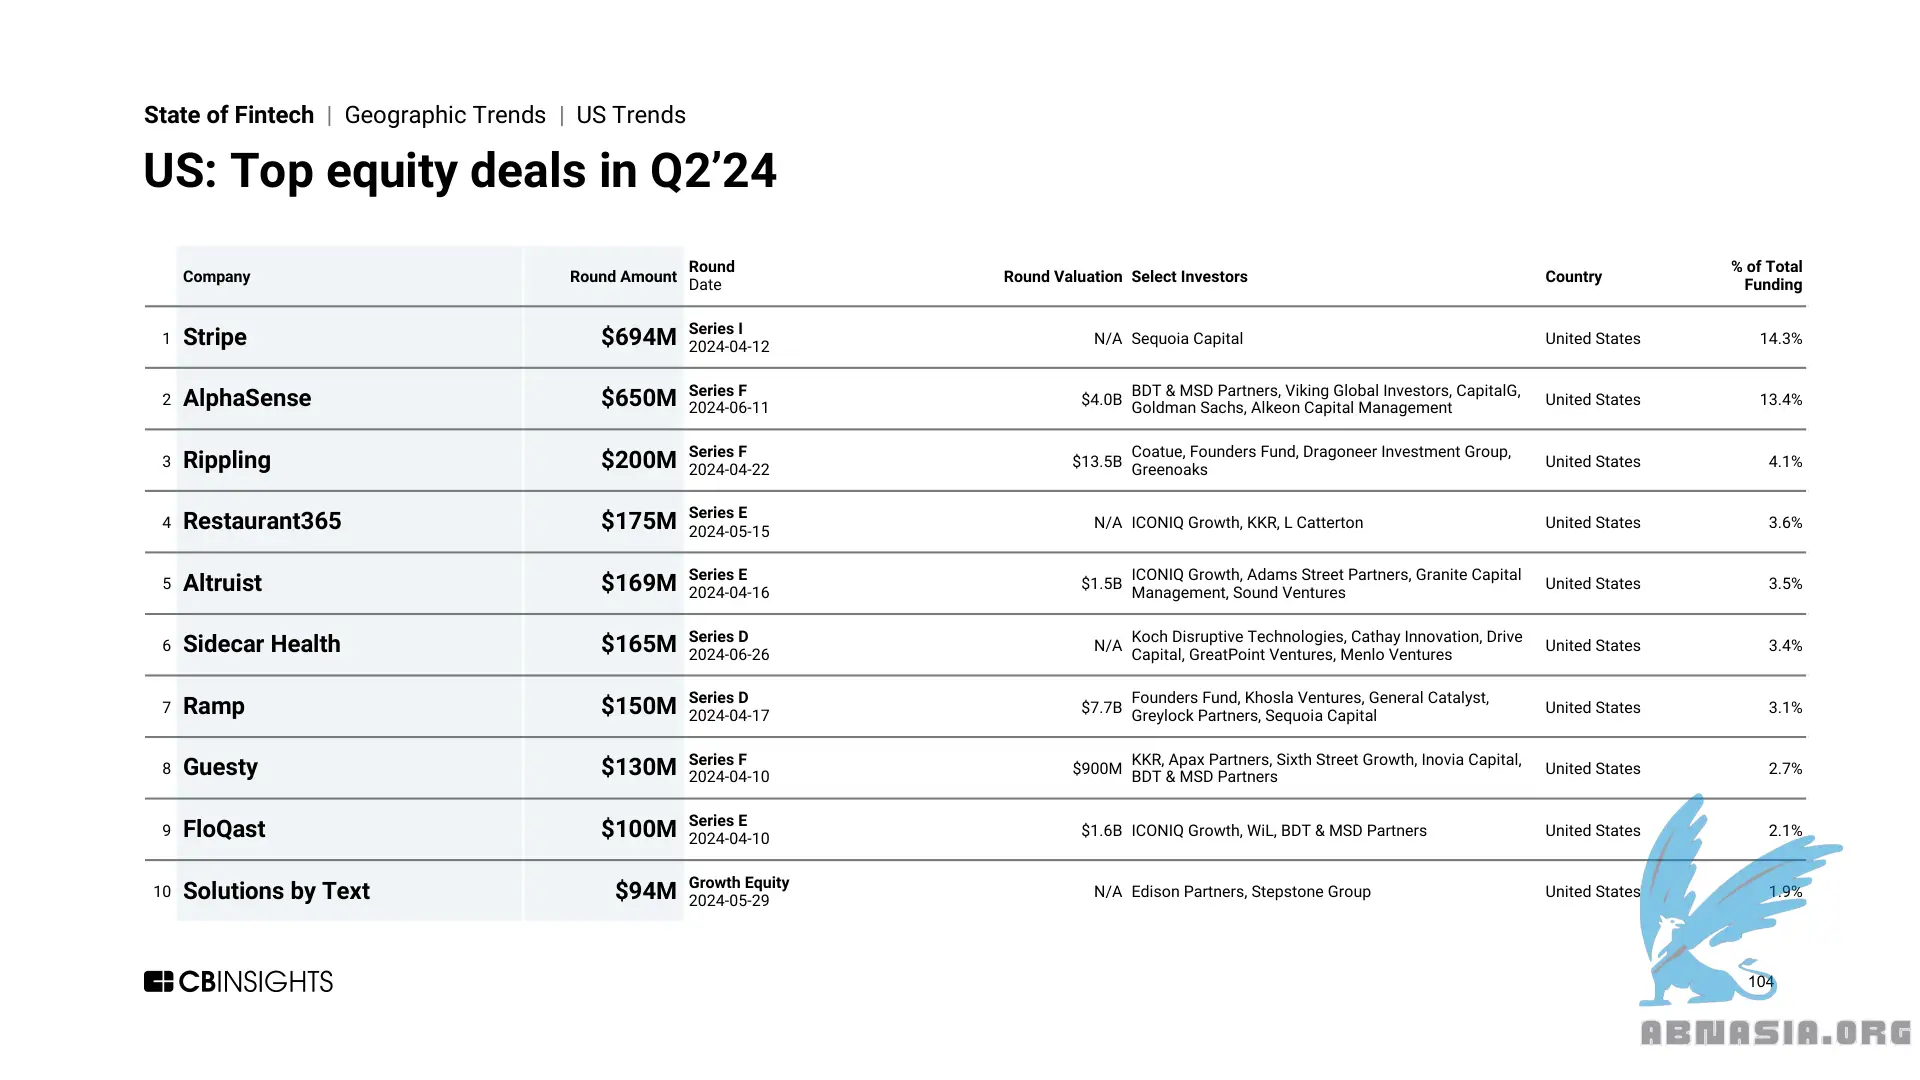 State of Fintech | Geographic Trends | US Trends
US: Top equity deals in Q2’24
Company Round Amount Round Date Round Valuation Select Investors Country % of Total Funding
1 Stripe $694M Series I 2024-04-12 N/A Sequoia Capital United States 14.3%
2 AlphaSense $650M Series F 2024-06-11 $4.0B BDT & MSD Partners, Viking Global Investors, CapitalG, Goldman Sachs, Alkeon Capital Management United States 13.4%
3 Rippling $200M Series F 2024-04-22 $13.5B Coatue, Founders Fund, Dragoneer Investment Group, Greenoaks United States 4.1%
4 Restaurant365 $175M Series E 2024-05-15 N/A ICONIQ Growth, KKR, L Catterton United States 3.6%
5 Altruist $169M Series E 2024-04-16 $1.5B ICONIQ Growth, Adams Street Partners, Granite Capital Management, Sound Ventures United States 3.5%
6 Sidecar Health $165M Series D 2024-06-26 N/A Koch Disruptive Technologies, Cathay Innovation, Drive Capital, GreatPoint Ventures, Menlo Ventures United States 3.4%
7 Ramp $150M Series D 2024-04-17 $7.7B Founders Fund, Khosla Ventures, General Catalyst, Greylock Partners, Sequoia Capital United States 3.1%
8 Guesty $130M Series F 2024-04-10 $900M KKR, Apax Partners, Sixth Street Growth, Inovia Capital, BDT & MSD Partners United States 2.7%
9 FloQast $100M Series E 2024-04-10 $1.6B ICONIQ Growth, WiL, BDT & MSD Partners United States 2.1%
10 Solutions by Text $94M Growth Equity 2024-05-29 N/A Edison Partners, Stepstone Group United States 1.9%
CBINSIGHTS
104
ABNASIA.ORG